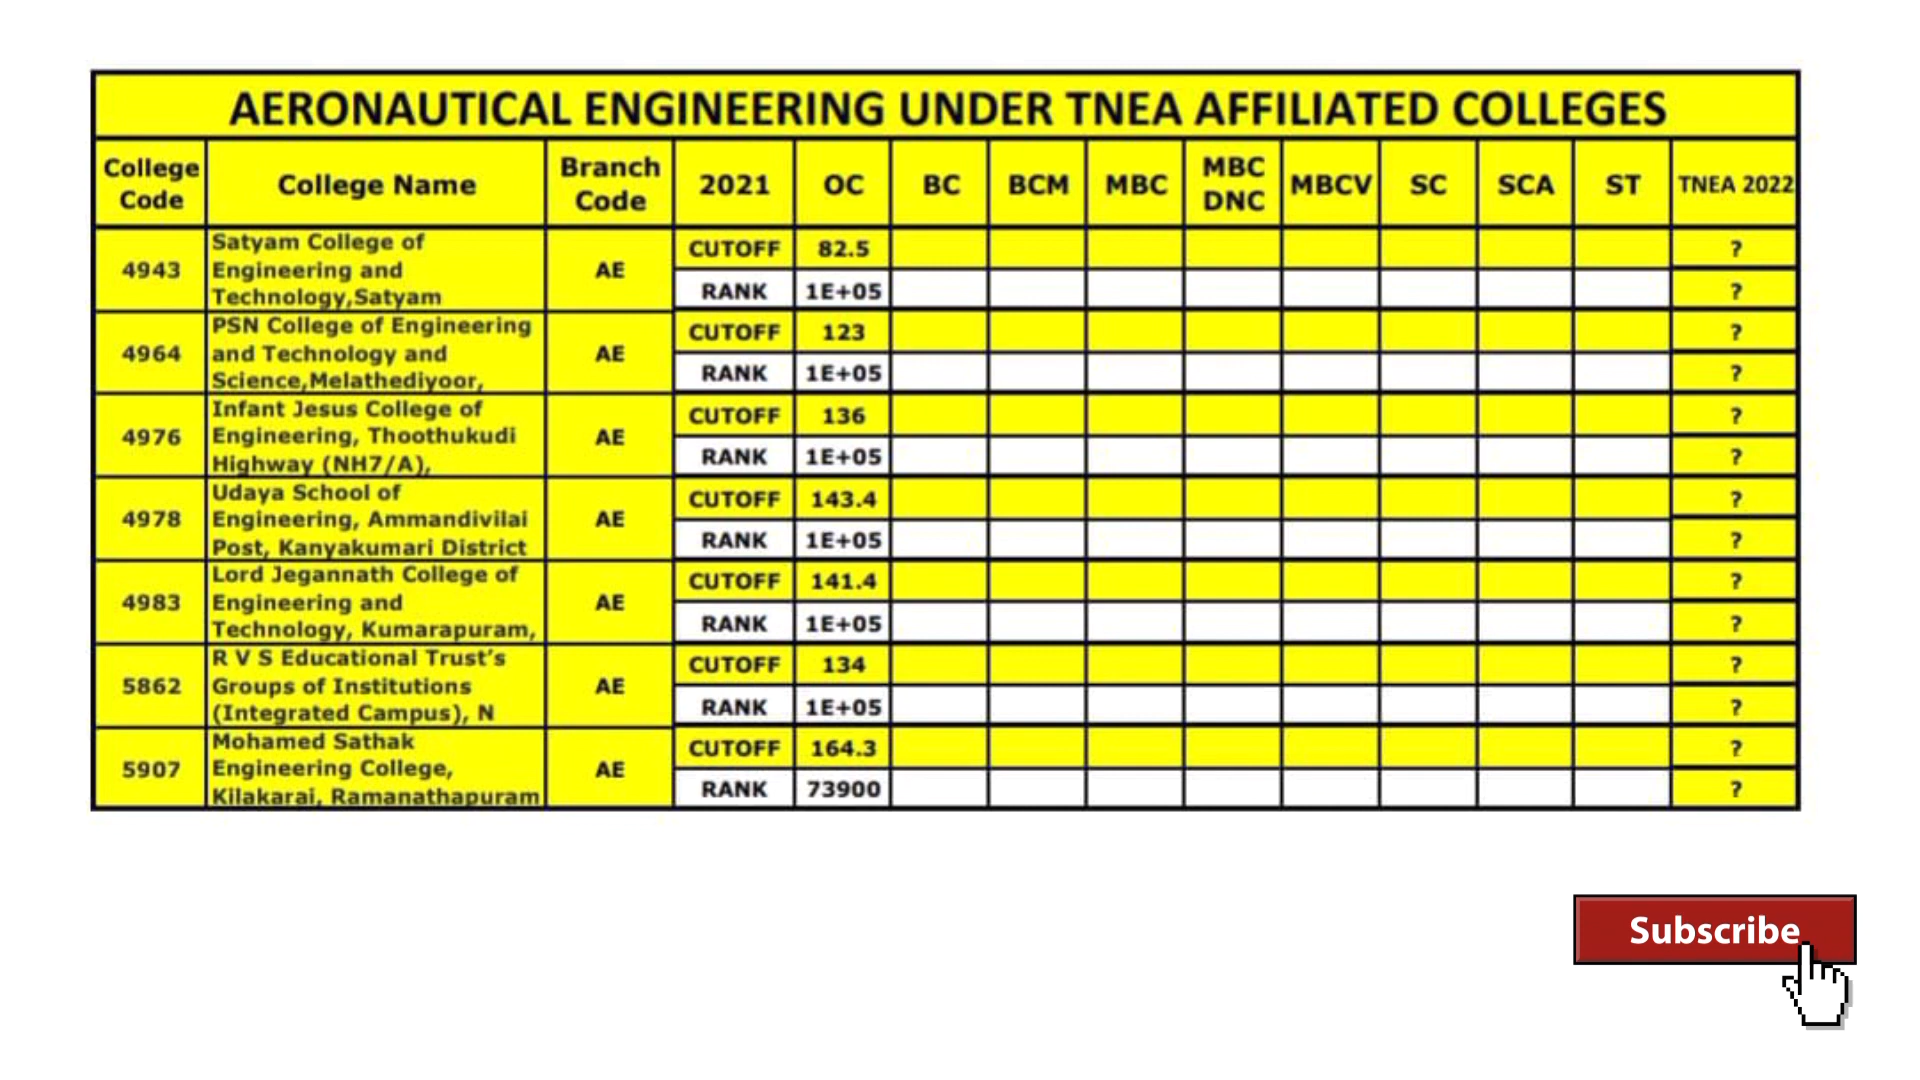 AERONAUTICAL ENGINEERING UNDER TNEA AFFILIATED COLLEGES
College Code College Name Branch Code 2021 OC BC BCM MBC MBC DNC MBCV SC SCA ST TNEA 2022
4943 Satyam College of Engineering and Technology,Satyam AE CUTOFF 82.5 ?
RANK 1E+05 ?
4964 PSN College of Engineering and Technology and Science,Melathediyoor, AE CUTOFF 123 ?
RANK 1E+05 ?
4976 Infant Jesus College of Engineering, Thoothukudi Highway (NH7/A), AE CUTOFF 136 ?
RANK 1E+05 ?
4978 Udaya School of Engineering, Ammandivilai Post, Kanyakumari District AE CUTOFF 143.4 ?
RANK 1E+05 ?
4983 Lord Jegannath College of Engineering and Technology, Kumarapuram, AE CUTOFF 141.4 ?
RANK 1E+05 ?
5862 R V S Educational Trust’s Groups of Institutions (Integrated Campus), N AE CUTOFF 134 ?
RANK 1E+05 ?
5907 Mohamed Sathak Engineering College, Kilakarai, Ramanathapuram AE CUTOFF 164.3 ?
RANK 73900 ?
Subscribe